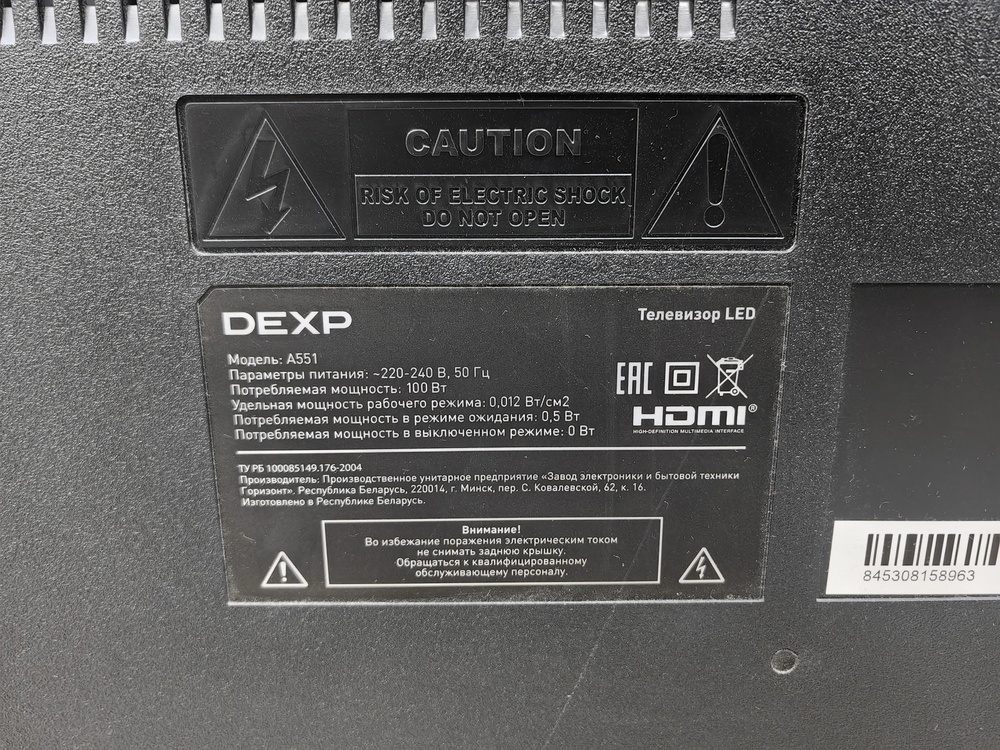 CAUTION
RISK OF ELECTRIC SHOCK
DO NOT OPEN
DEXP
Телевизор LED
Модель: A551
Параметры питания: ~220-240 В, 50 Гц
Потребляемая мощность: 100 Вт
Удельная мощность рабочего режима: 0,012 Вт/см2
Потребляемая мощность в режиме ожидания: 0,5 Вт
Потребляемая мощность в выключенном режиме: 0 Вт
EAC
HDMI®
HIGH-DEFINITION MULTIMEDIA INTERFACE
ТУ РБ 100085149.176-2004
Производитель: Производственное унитарное предприятие «Завод электроники и бытовой техники
Горизонт». Республика Беларусь, 220014, г. Минск, пер. С. Ковалевской, 62, к. 16.
Изготовлено в Республике Беларусь.
Внимание!
Во избежание поражения электрическим током
не снимать заднюю крышку.
Обращаться к квалифицированному
обслуживающему персоналу.
845308158963